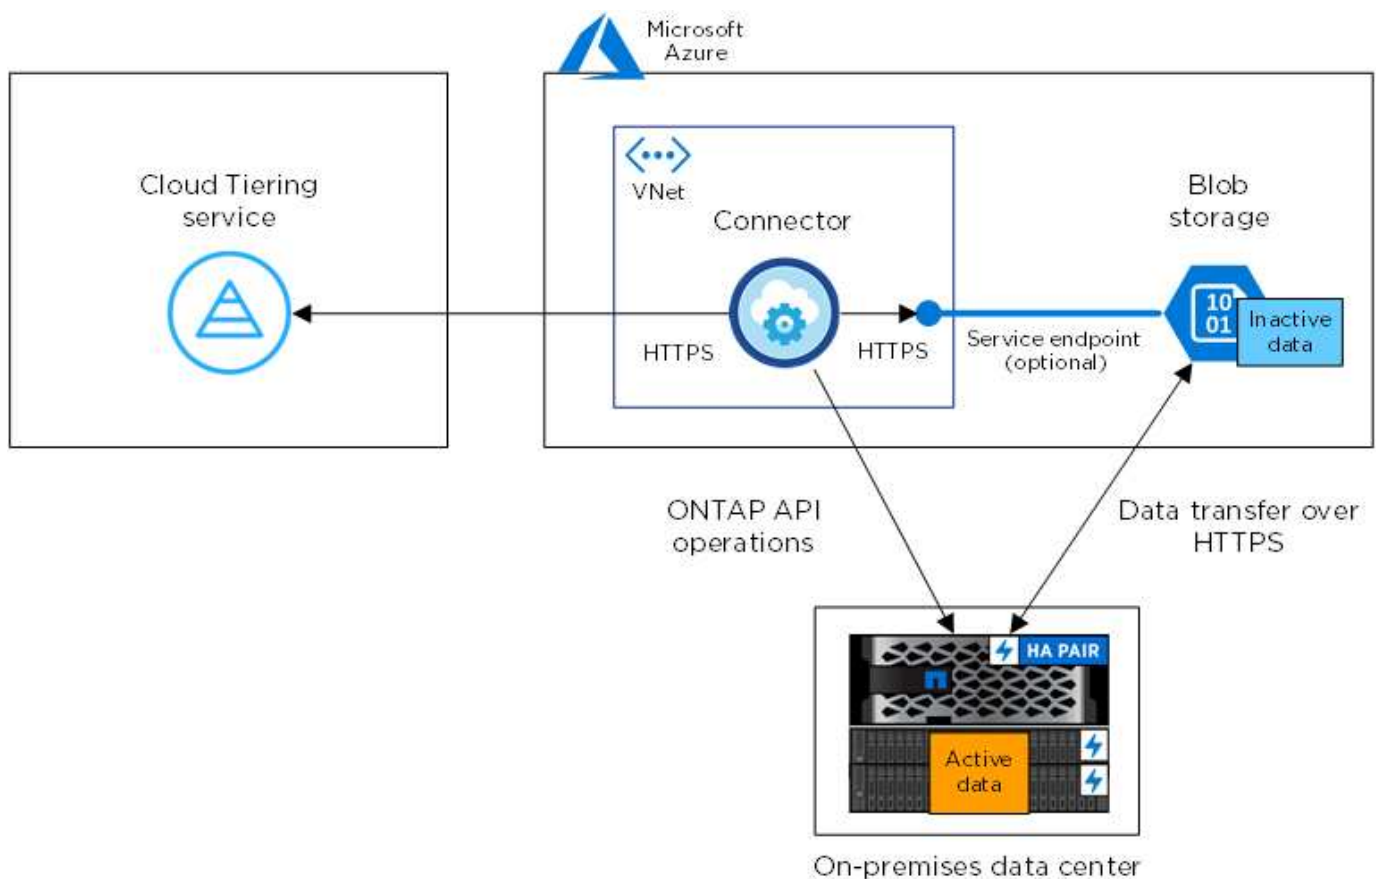 Microsoft
Azure
Cloud Tiering
service
VNet
Connector
Blob
storage
10
01
Inactive
data
HTTPS
HTTPS
Service endpoint
(optional)
ONTAP API
operations
Data transfer over
HTTPS
HA PAIR
Active
data
On-premises data center